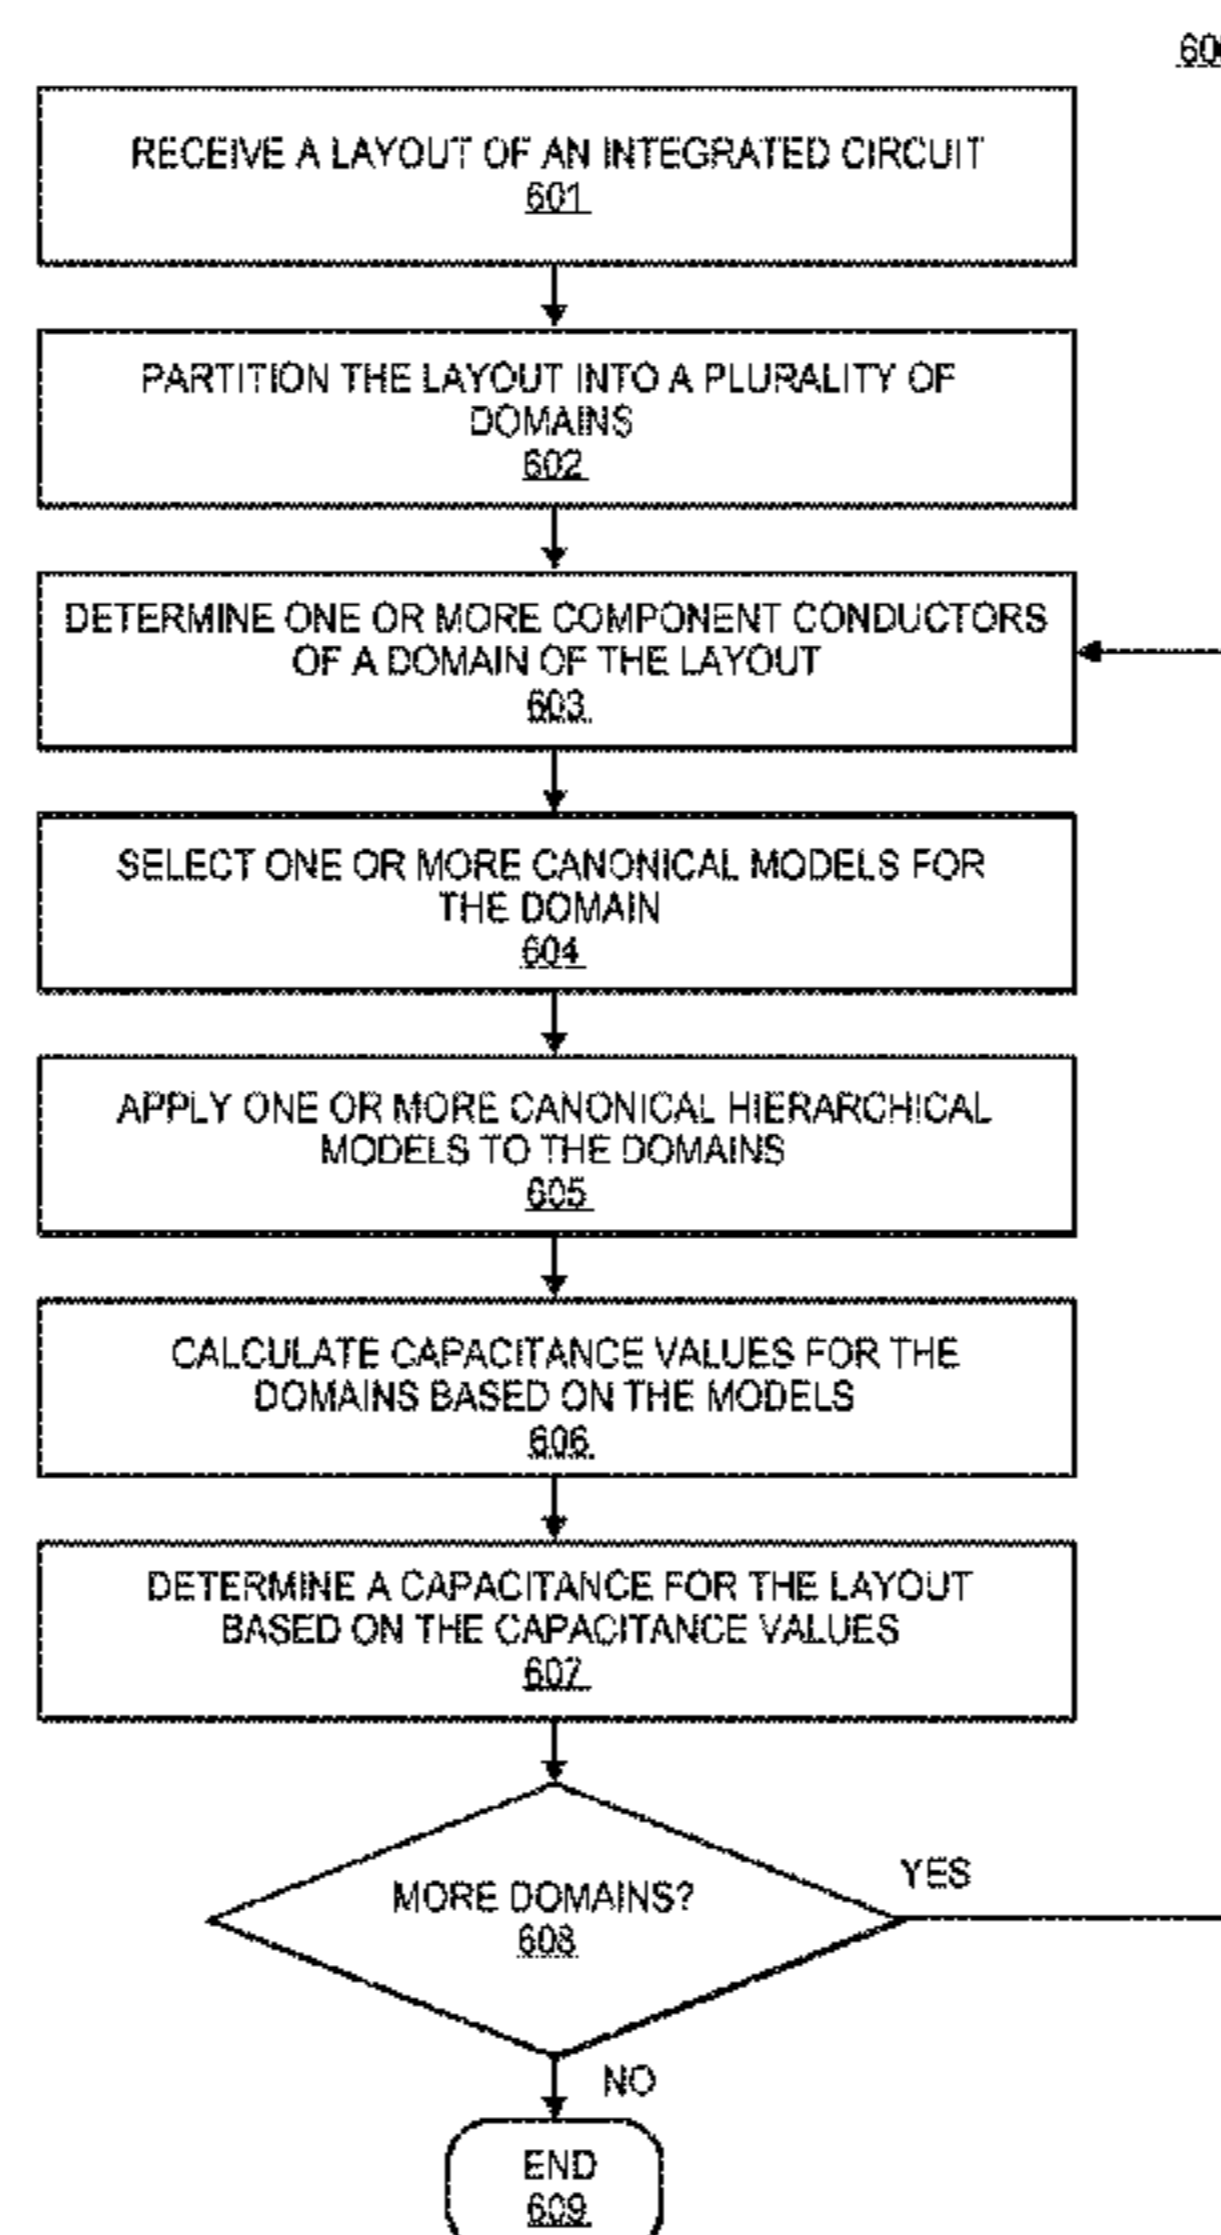 RECEIVE A LAYOUT OF AN INTEGRATED CIRCUIT
601
PARTITION THE LAYOUT INTO A PLURALITY OF
DOMAINS
602
DETERMINE ONE OR MORE COMPONENT CONDUCTORS
OF A DOMAIN OF THE LAYOUT
603
SELECT ONE OR MORE CANONICAL MODELS FOR
THE DOMAIN
604
APPLY ONE OR MORE CANONICAL HIERARCHICAL
MODELS TO THE DOMAINS
605
CALCULATE CAPACITANCE VALUES FOR THE
DOMAINS BASED ON THE MODELS
606
DETERMINE A CAPACITANCE FOR THE LAYOUT
BASED ON THE CAPACITANCE VALUES
607
MORE DOMAINS?
608
YES
NO
END
609